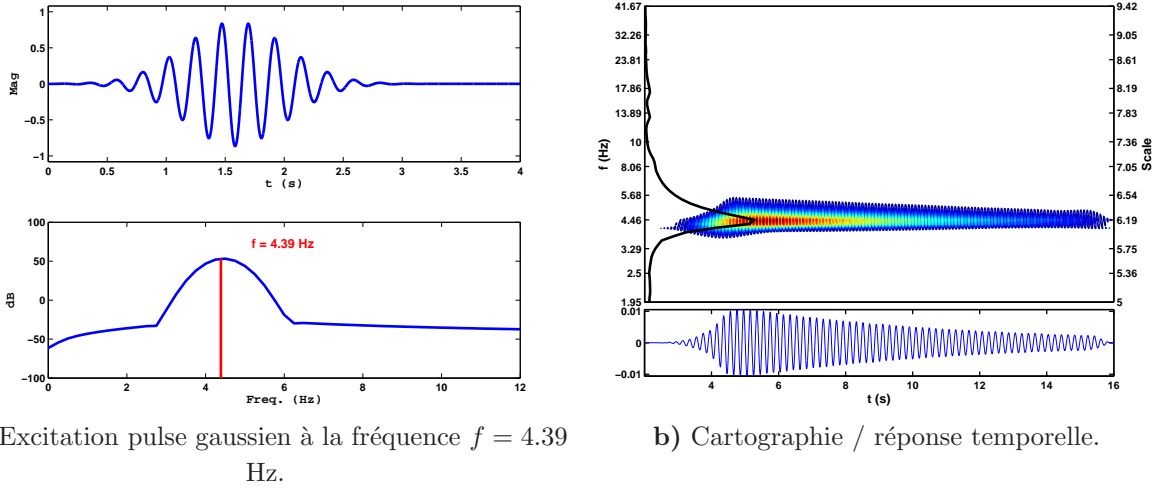 1
0.5
0
−0.5
−1
Mag
0 0.5 1 1.5 2 2.5 3 3.5 4
t (s)
100
50
0
−50
−100
dB
f = 4.39 Hz
0 2 4 6 8 10 12
Freq. (Hz)
Excitation pulse gaussien à la fréquence f = 4.39
Hz.
41.67
32.26
23.81
17.86
13.89
10
8.06
5.68
4.46
3.29
2.5
1.95
f (Hz)
9.42
9.05
8.61
8.19
7.83
7.36
7.05
6.54
6.19
5.75
5.36
5
Scale
0.01
0
−0.01
4 6 8 10 12 14 16
t (s)
b) Cartographie / réponse temporelle.